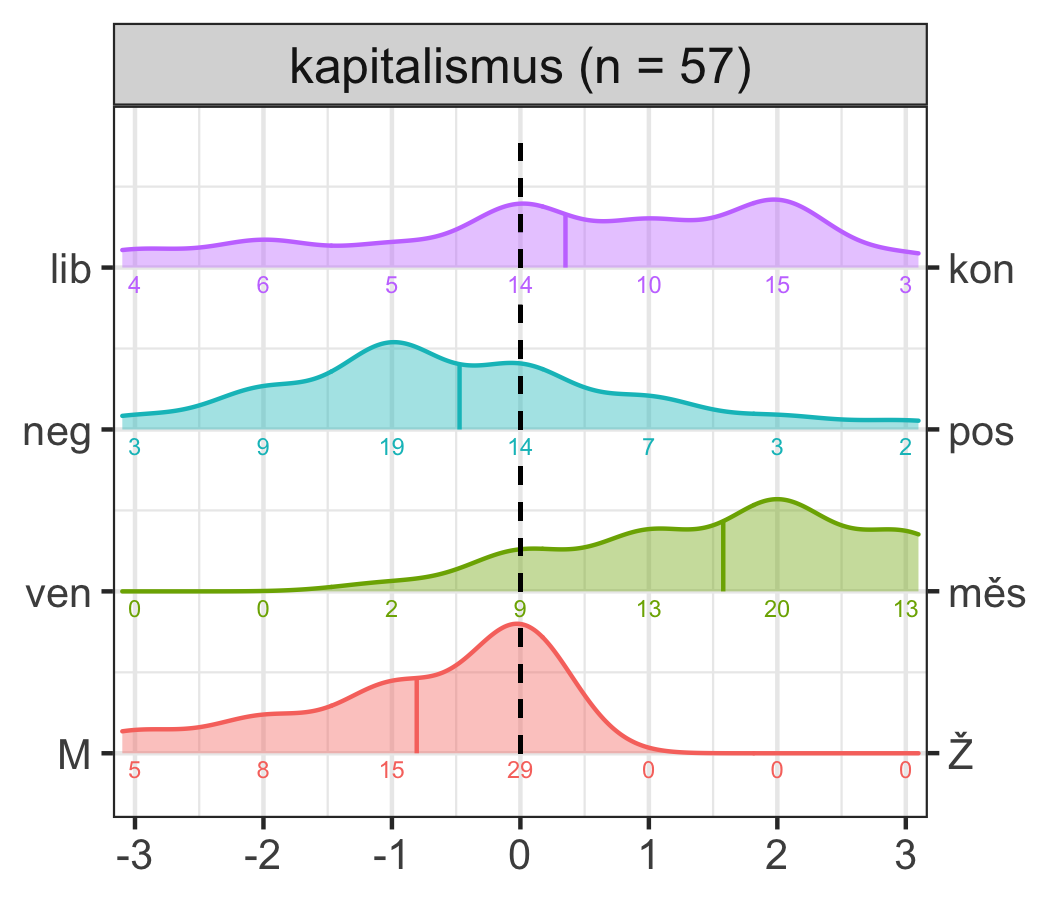 kapitalismus (n = 57)
lib kon
4 6 5 14 10 15 3
neg pos
3 9 19 14 7 3 2
ven měs
0 0 2 9 13 20 13
M Ž
5 8 15 29 0 0 0
-3 -2 -1 0 1 2 3